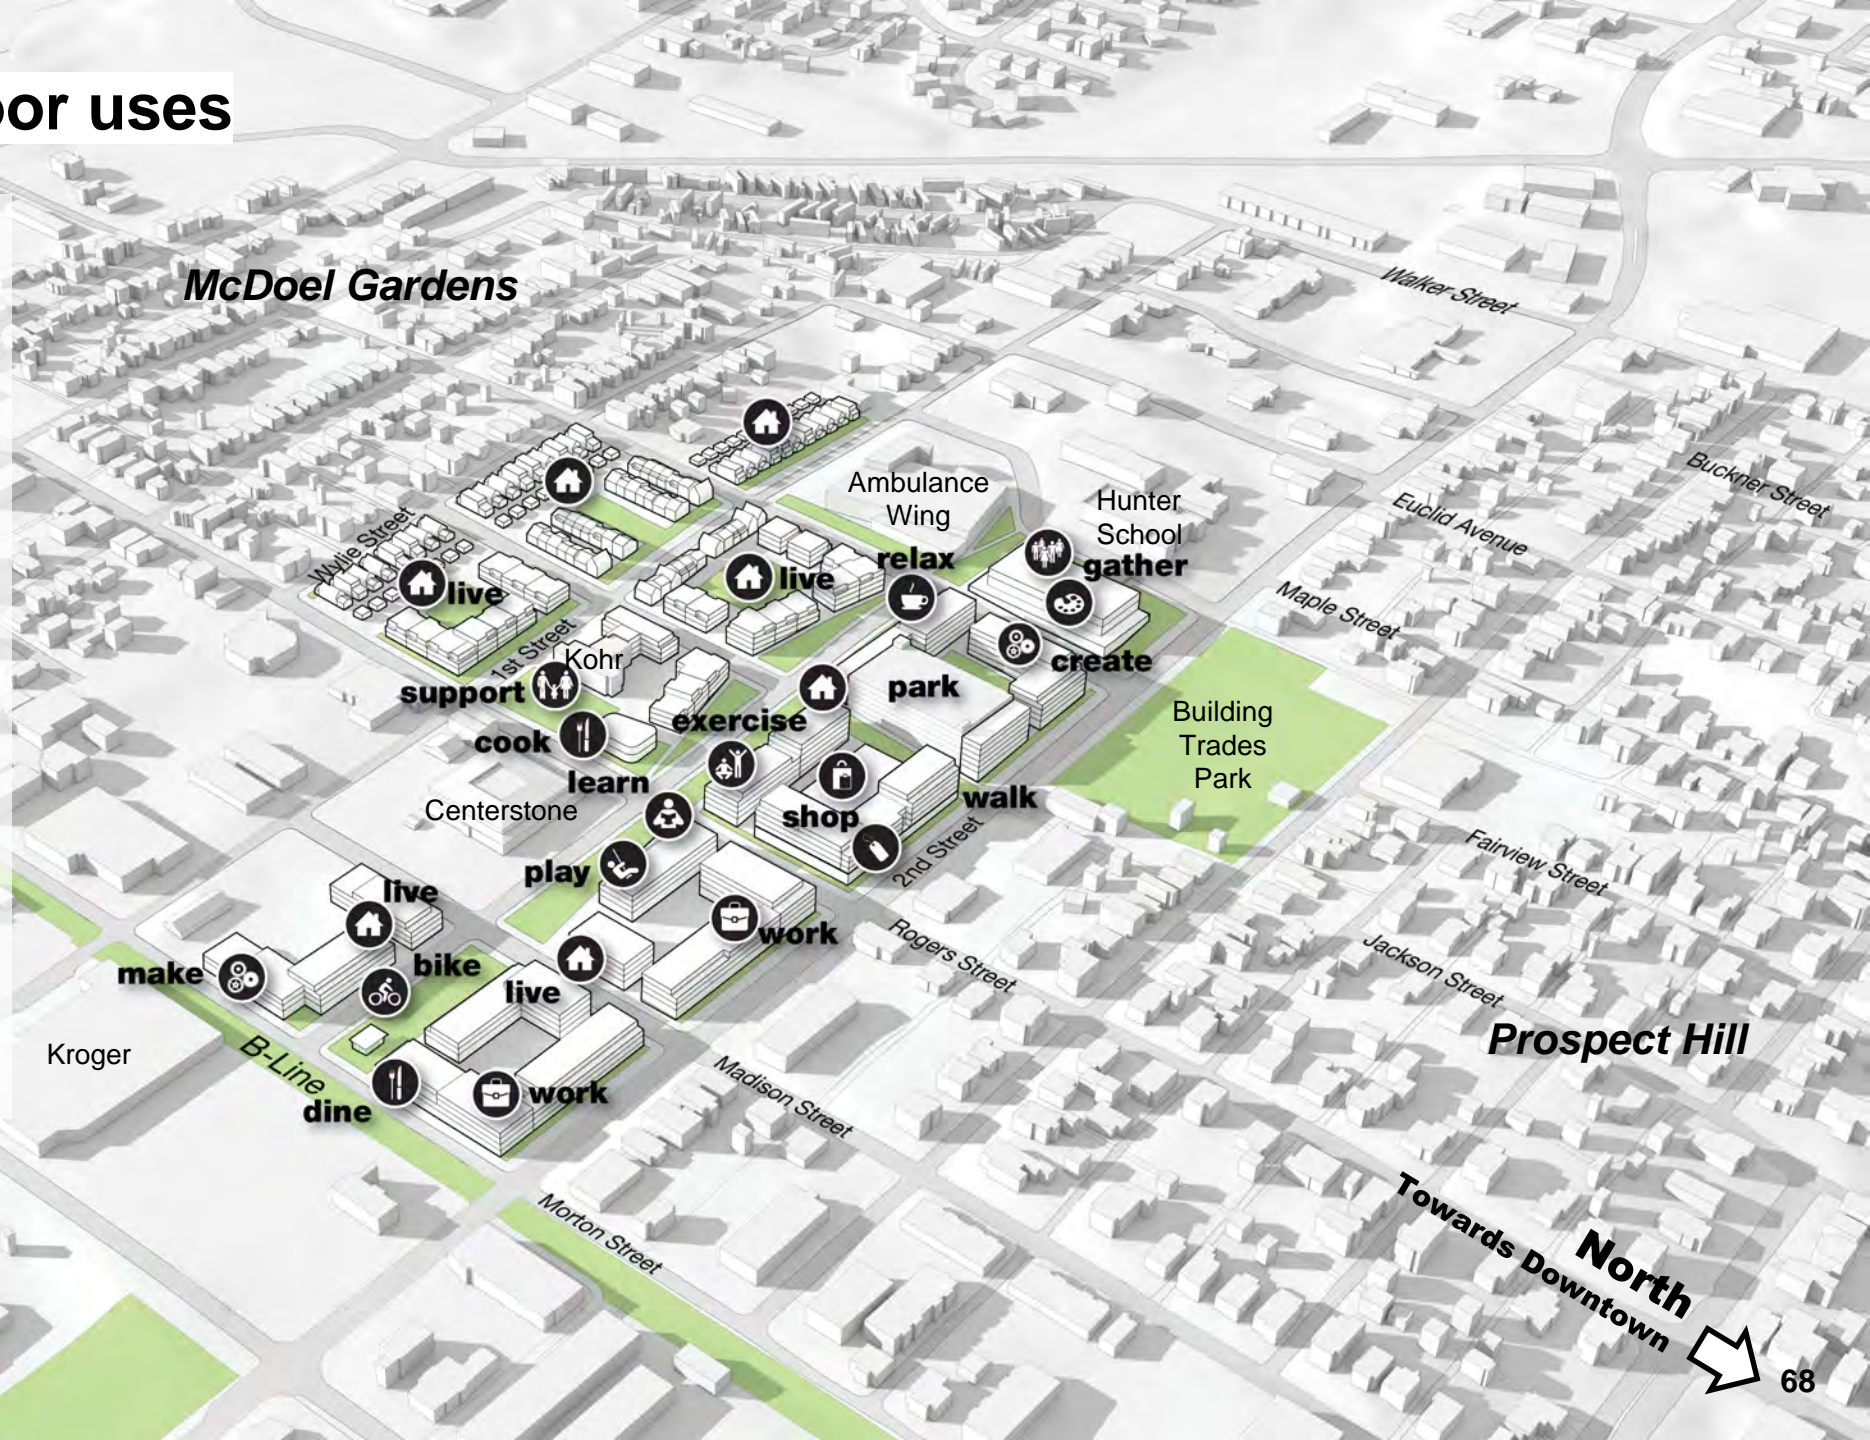 oor uses
McDoel Gardens
Walker Street
Buckner Street
Euclid Avenue
Ambulance
Wing
Hunter
School
Wylie Street
relax
gather
live
live
Maple Street
1st Street
Kohr
create
support
park
exercise
cook
Building
Trades
Park
learn
Centerstone
shop
walk
2nd Street
play
Fairview Street
live
work
Rogers Street
Jackson Street
make
bike
live
Prospect Hill
Kroger
B-Line
dine
work
Madison Street
Morton Street
Towards Downtown
North
68